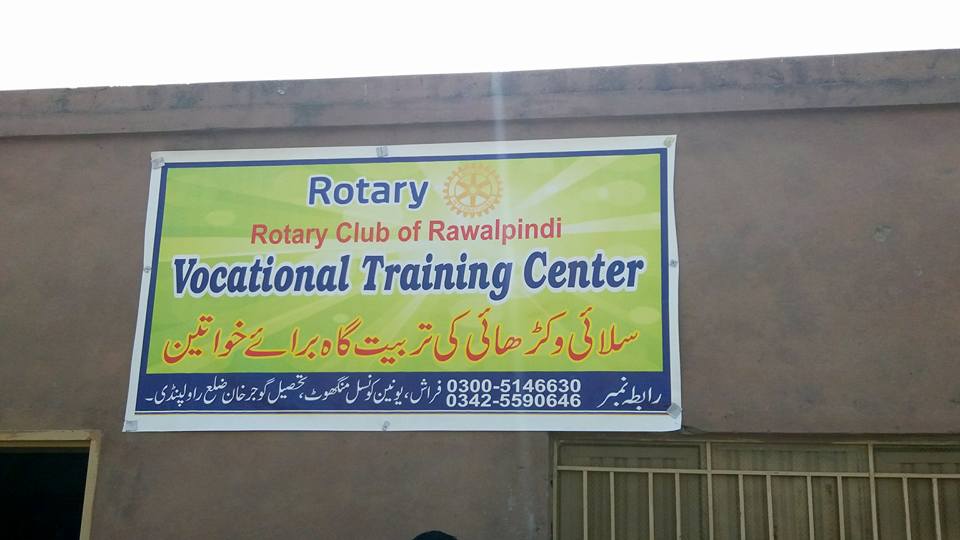 Rotary
Rotary Club of Rawalpindi
Vocational Training Center
سلائی و کڑھائی کی تربیت گاہ برائے خواتین
رابطہ نمبر 0300-5146630 0342-5590646 فراش، یونین کونسل منگھوٹ، تحصیل گوجر خان ضلع راولپنڈی۔